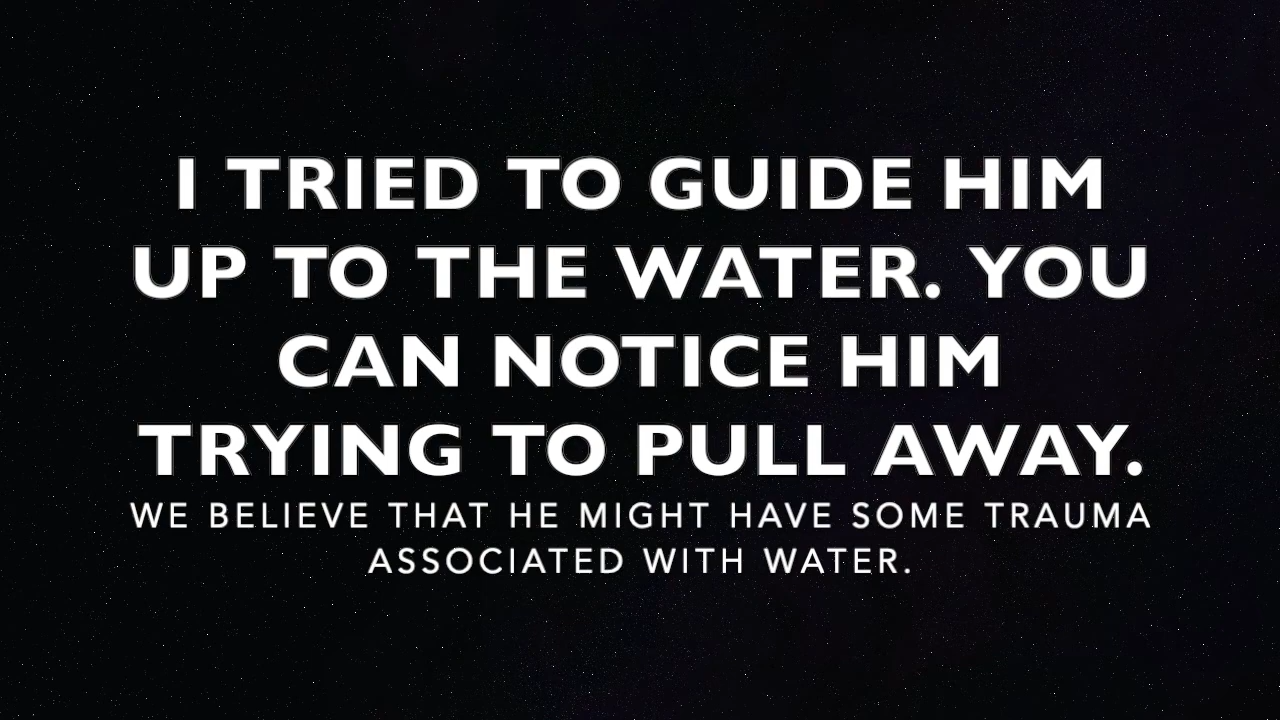 I TRIED TO GUIDE HIM
UP TO THE WATER. YOU
CAN NOTICE HIM
TRYING TO PULL AWAY.
WE BELIEVE THAT HE MIGHT HAVE SOME TRAUMA
ASSOCIATED WITH WATER.